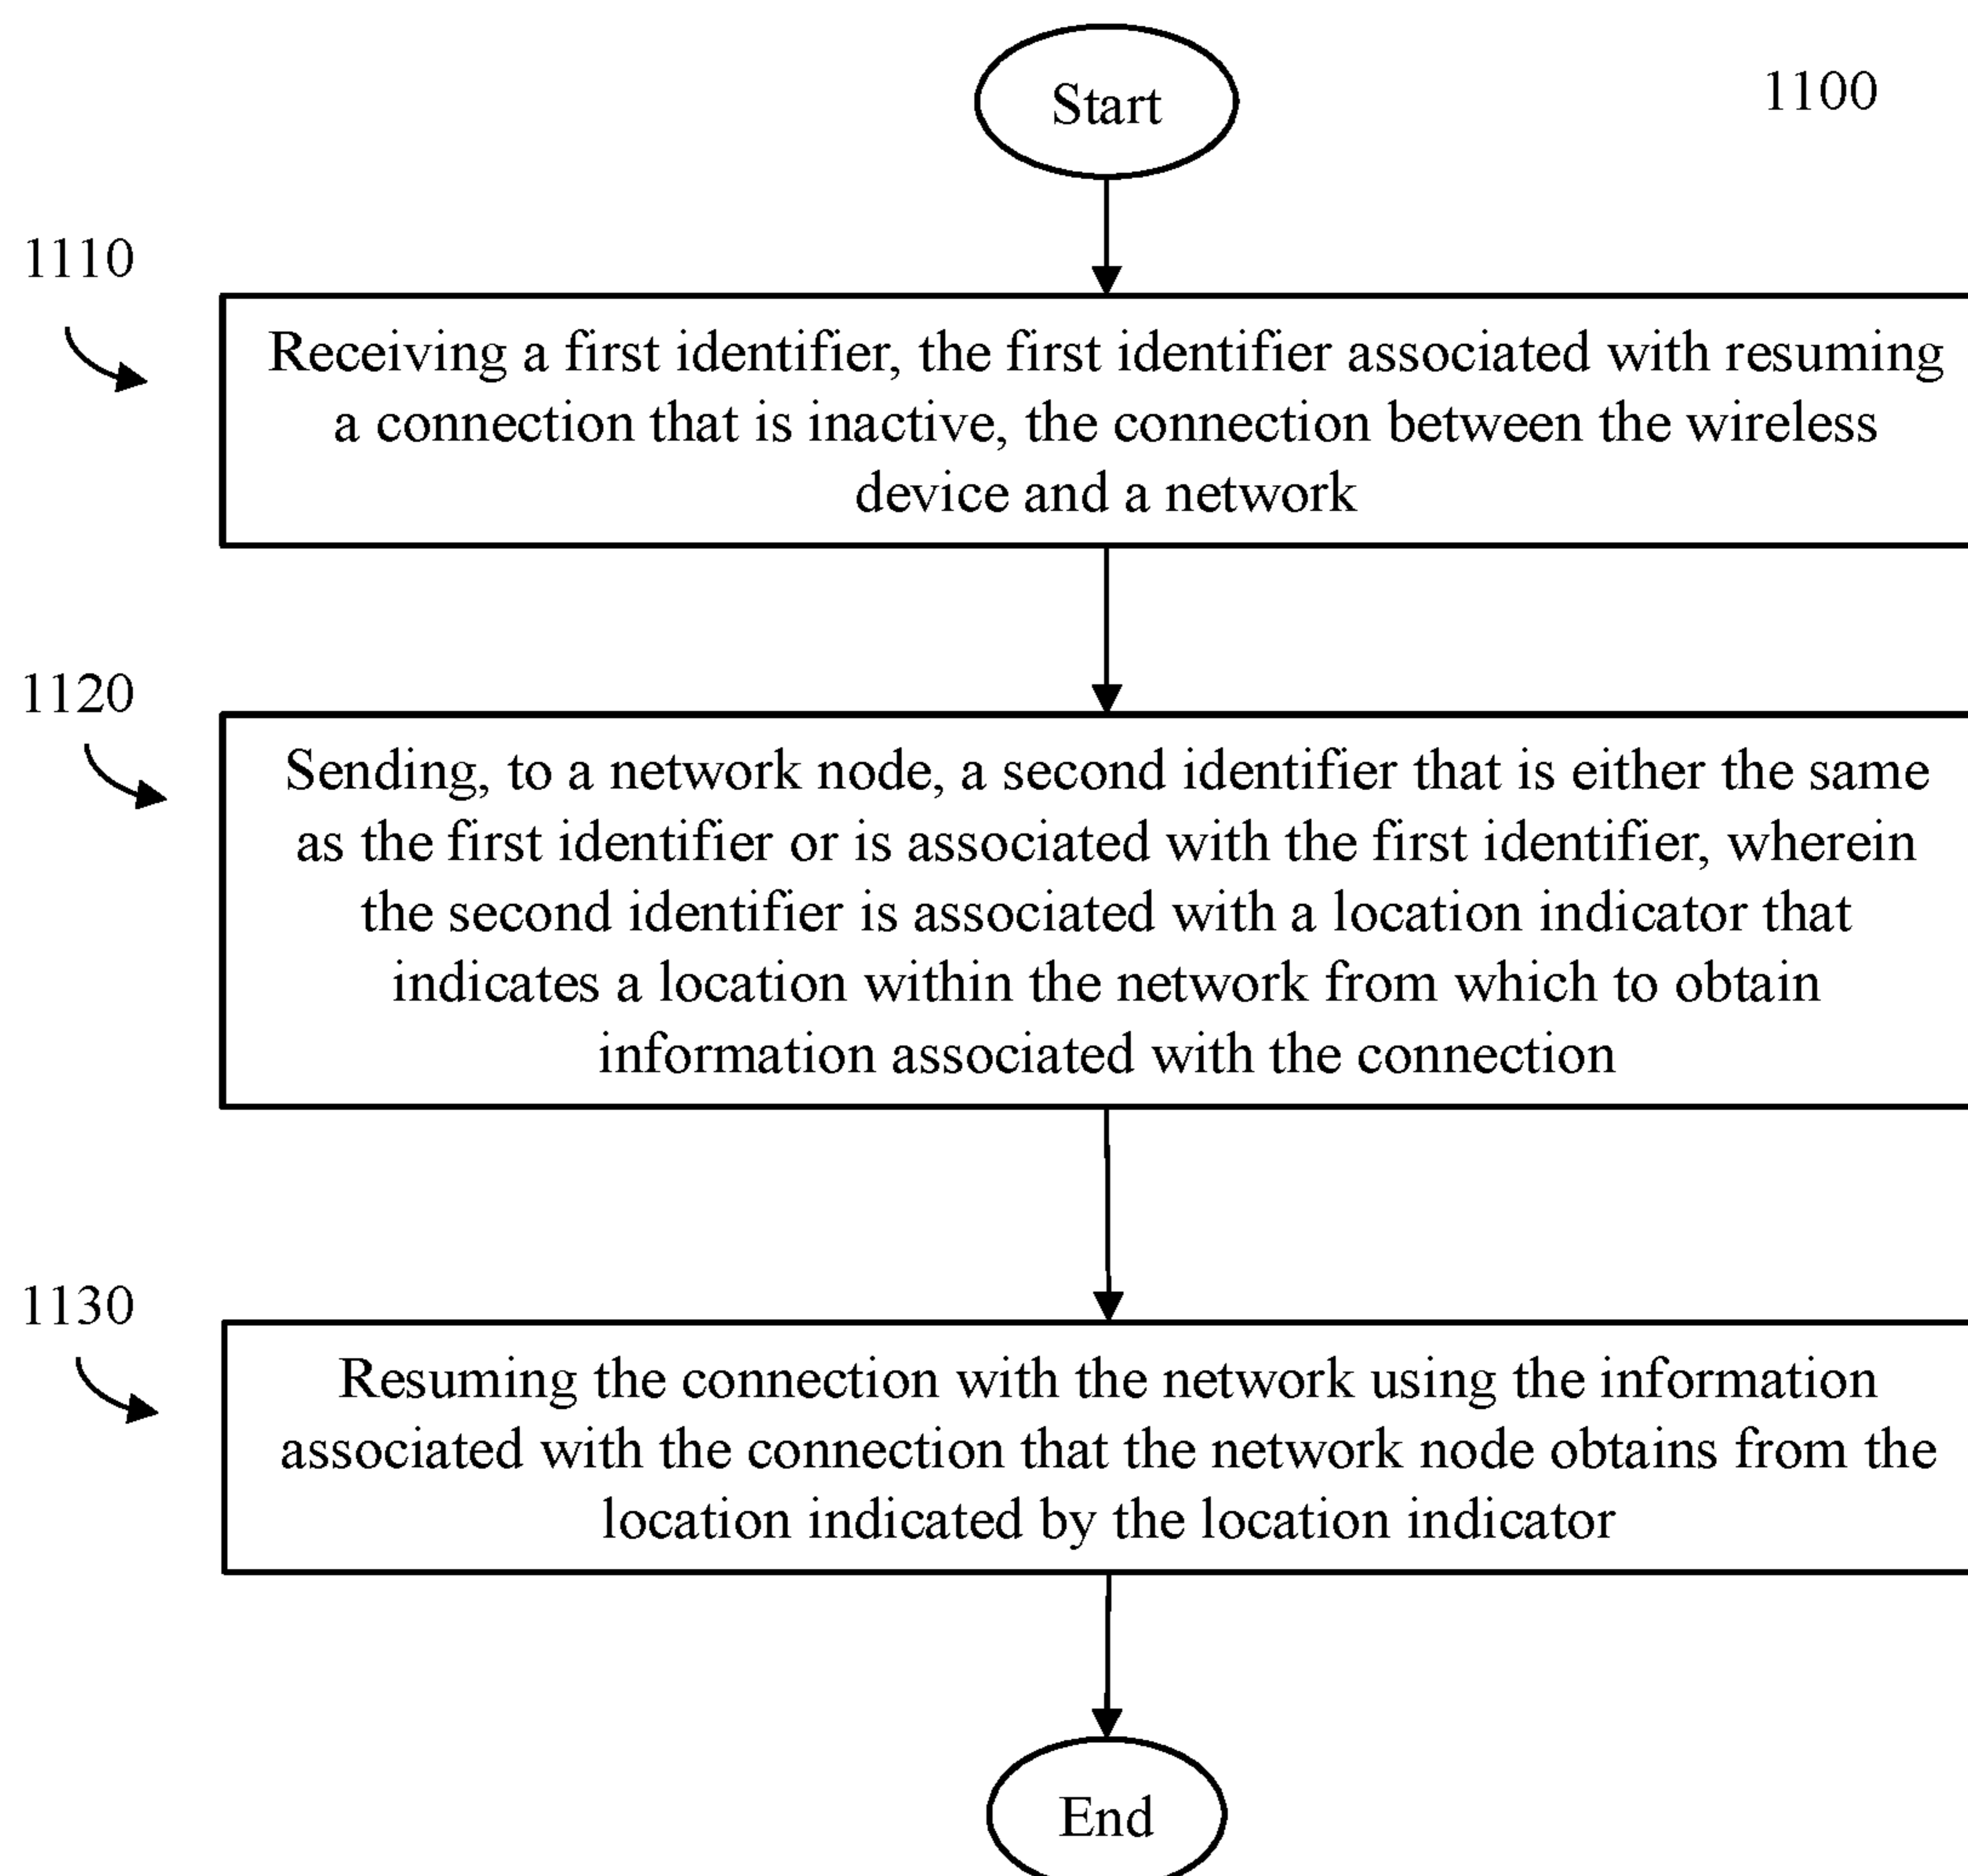 Start
1100
1110
Receiving a first identifier, the first identifier associated with resuming
a connection that is inactive, the connection between the wireless
device and a network
1120
Sending, to a network node, a second identifier that is either the same
as the first identifier or is associated with the first identifier, wherein
the second identifier is associated with a location indicator that
indicates a location within the network from which to obtain
information associated with the connection
1130
Resuming the connection with the network using the information
associated with the connection that the network node obtains from the
location indicated by the location indicator
End